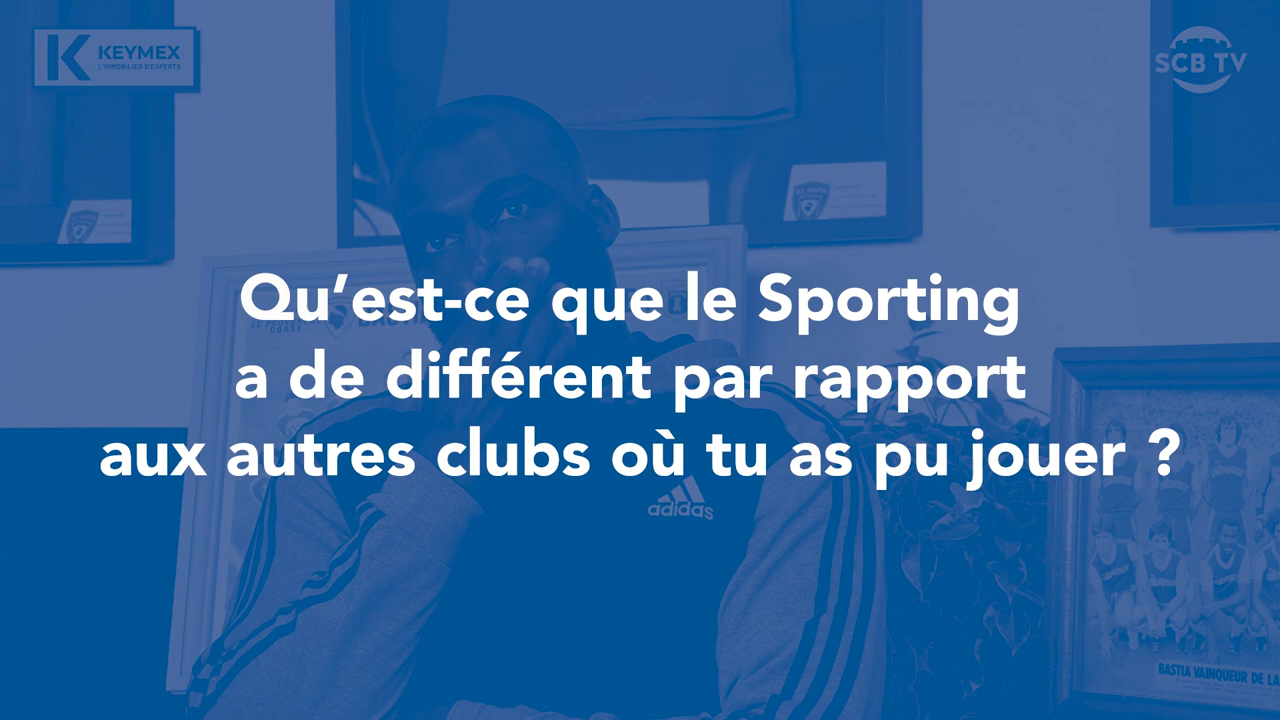 KEYMEX
L'IMMOBILIER D'EXPERTS
SCB TV
Qu’est-ce que le Sporting
a de différent par rapport
aux autres clubs où tu as pu jouer ?
adidas
BASTIA VAINQUEUR DE LA